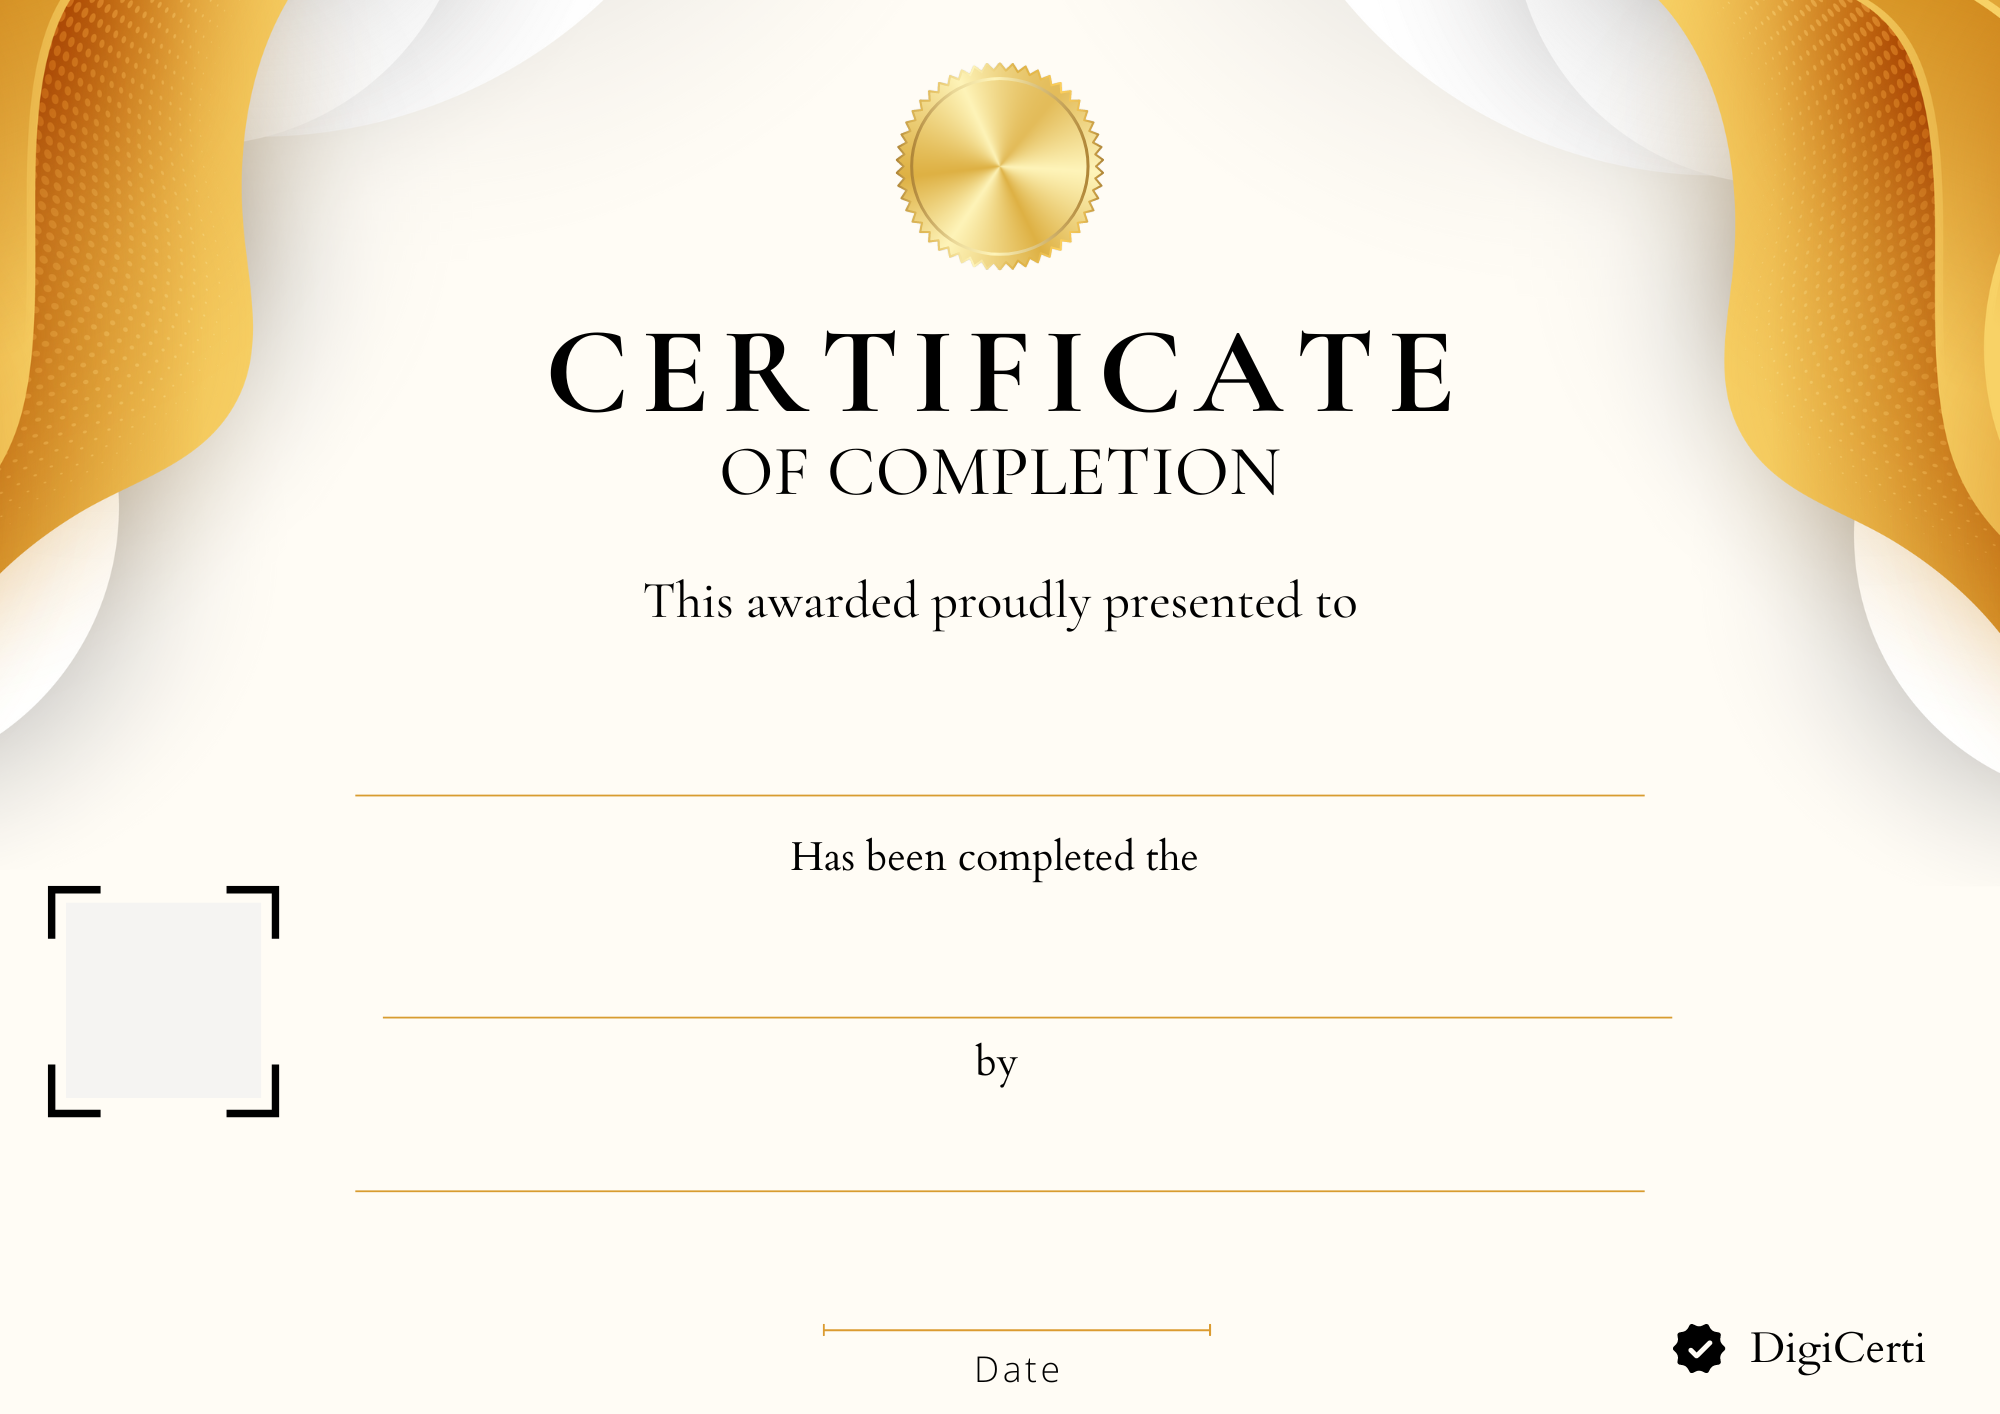 CERTIFICATE
OF COMPLETION
This awarded proudly presented to
Has been completed the
by
Date
DigiCerti